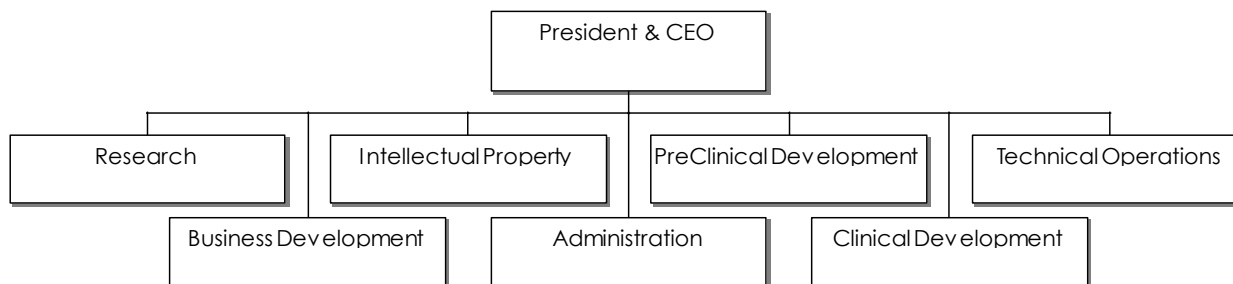 President & CEO
Research
Intellectual Property
PreClinical Development
Technical Operations
Business Development
Administration
Clinical Development